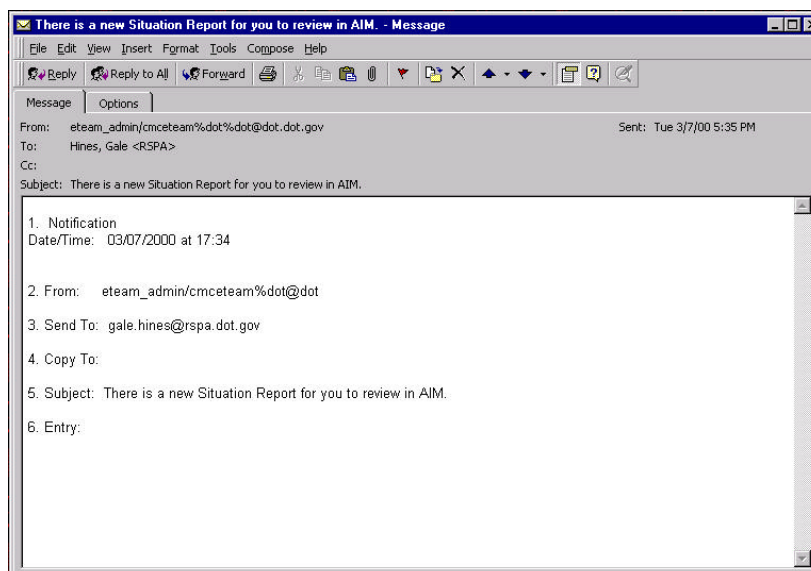 There is a new Situation Report for you to review in AIM. - Message
File Edit View Insert Format Tools Compose Help
Reply Reply to All Forward
Message Options
From: eteam_admin/cmceteam%dot%dot@dot.dot.gov Sent: Tue 3/7/00 5:35 PM
To: Hines, Gale <RSPA>
Cc:
Subject: There is a new Situation Report for you to review in AIM.
1. Notification
Date/Time: 03/07/2000 at 17:34
2. From: eteam_admin/cmceteam%dot@dot
3. Send To: gale.hines@rspa.dot.gov
4. Copy To:
5. Subject: There is a new Situation Report for you to review in AIM.
6. Entry: